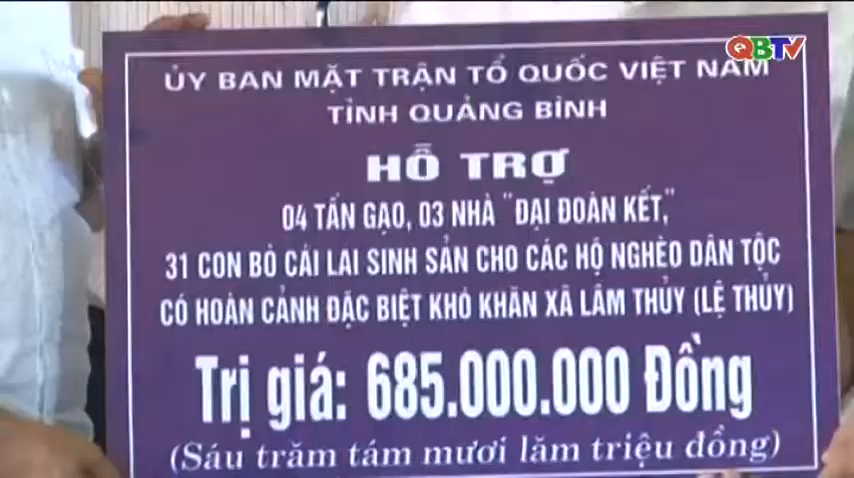 QBTV
ỦY BAN MẶT TRẬN TỔ QUỐC VIỆT NAM
TỈNH QUẢNG BÌNH
HỖ TRỢ
04 TẤN GẠO, 03 NHÀ "ĐẠI ĐOÀN KẾT,"
31 CON BÒ CÁI LAI SINH SẢN CHO CÁC HỘ NGHÈO DÂN TỘC
CÓ HOÀN CẢNH ĐẶC BIỆT KHÓ KHĂN XÃ LÂM THỦY (LỆ THỦY)
Trị giá: 685.000.000 Đồng
(Sáu trăm tám mươi lăm triệu đồng)